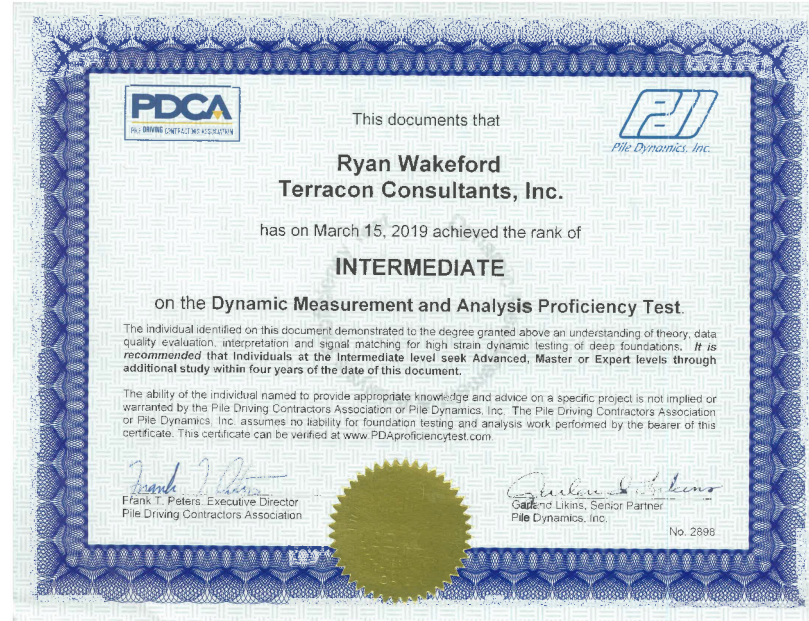 PDCA
PILE DRIVING CONTRACTORS ASSOCIATION
Pile Dynamics, Inc.
This documents that
Ryan Wakeford
Terracon Consultants, Inc.
has on March 15, 2019 achieved the rank of
INTERMEDIATE
on the Dynamic Measurement and Analysis Proficiency Test.
The individual identified on this document demonstrated to the degree granted above an understanding of theory, data
quality evaluation, interpretation and signal matching for high strain dynamic testing of deep foundations. It is
recommended that Individuals at the Intermediate level seek Advanced, Master or Expert levels through
additional study within four years of the date of this document.
The ability of the individual named to provide appropriate knowledge and advice on a specific project is not implied or
warranted by the Pile Driving Contractors Association or Pile Dynamics, Inc. The Pile Driving Contractors Association
or Pile Dynamics, Inc. assumes no liability for foundation testing and analysis work performed by the bearer of this
certificate. This certificate can be verified at www.PDAproficiencytest.com
Frank T. Peters, Executive Director
Pile Driving Contractors Association
Garland Likins, Senior Partner
Pile Dynamics, Inc.
No. 2898